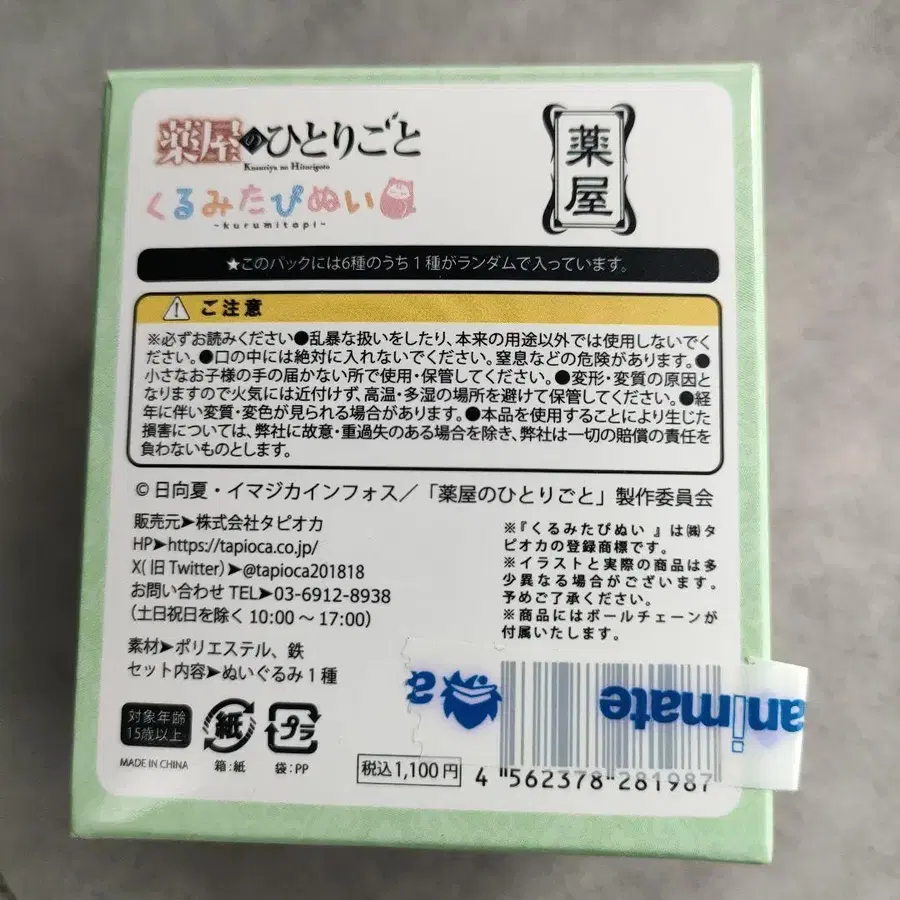 薬屋のひとりごと
Kusuriya no Hitorigoto
くるみたぴぬい
~kurumitapi~
薬屋
★このパックには6種のうち1種がランダムで入っています。
ご注意
※必ずお読みください●乱暴な扱いをしたり、本来の用途以外では使用しないでく
ださい。●口の中には絶対に入れないでください。窒息などの危険があります。●
小さなお子様の手の届かない所で使用・保管してください。●変形・変質の原因と
なりますので火気には近付けず、高温・多湿の場所を避けて保管してください。●経
年に伴い変質・変色が見られる場合があります。●本品を使用することにより生じた
損害については、弊社に故意・重過失のある場合を除き、弊社は一切の賠償の責任を
負わないものとします。
© 日向夏・イマジカインフォス／「薬屋のひとりごと」製作委員会
販売元➤株式会社タピオカ
HP➤https://tapioca.co.jp/
X(旧Twitter)➤@tapioca201818
お問い合わせ TEL➤03-6912-8938
（土日祝日を除く 10:00 ～ 17:00）
素材➤ポリエステル、鉄
セット内容➤ぬいぐるみ1種
※『くるみたぴぬい 』は㈱タ
ピオカの登録商標です。
※イラストと実際の商品は多
少異なる場合がございます。
予めご了承ください。
※商品にはボールチェーンが
付属いたします。
対象年齢
15歳以上
MADE IN CHINA
紙
箱：紙
プラ
袋：PP
税込1,100円
4 562378 281987
animate
a